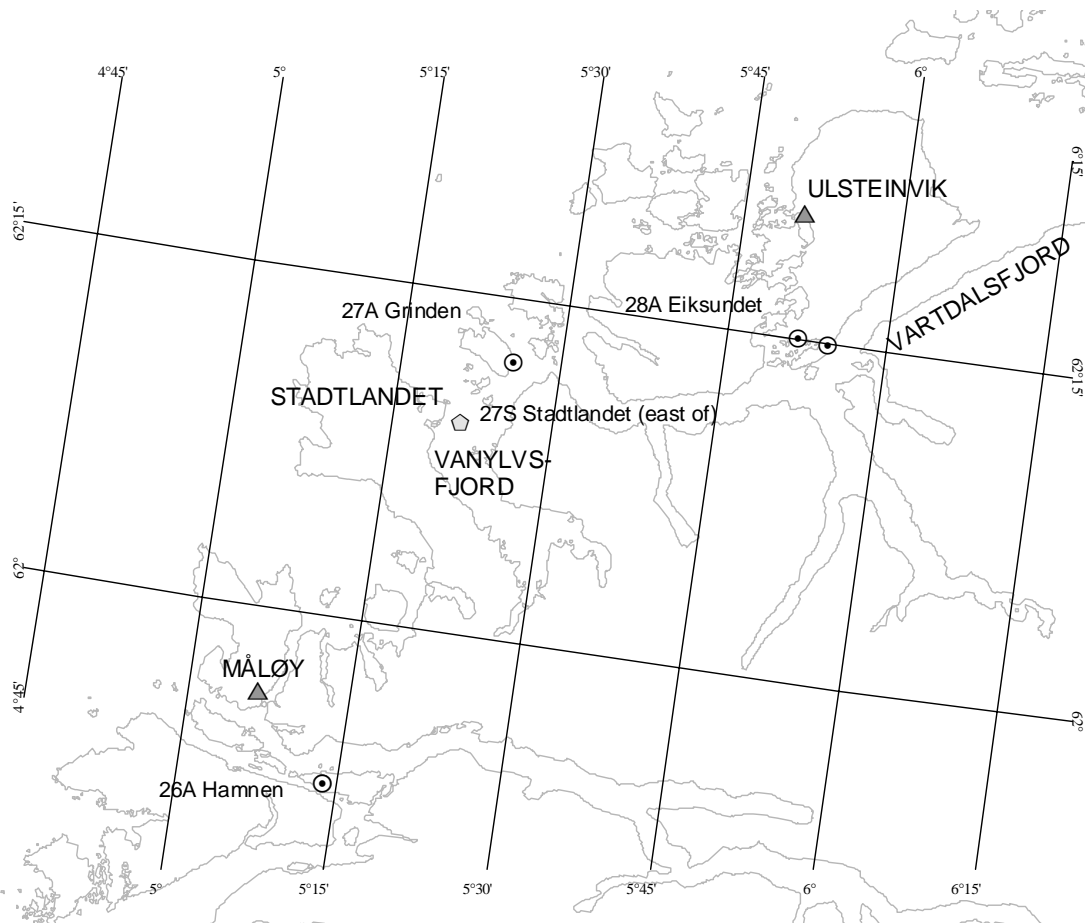 4°45'
5°
5°15'
5°30'
5°45'
6°
6°15'
ULSTEINVIK
62°15'
VARTDALSFJORD
28A Eiksundet
27A Grinden
62°15'
STADTLANDET
27S Stadtlandet (east of)
VANYLVS-
FJORD
62°
MÅLØY
4°45'
62°
26A Hamnen
5°
5°15'
5°30'
5°45'
6°
6°15'